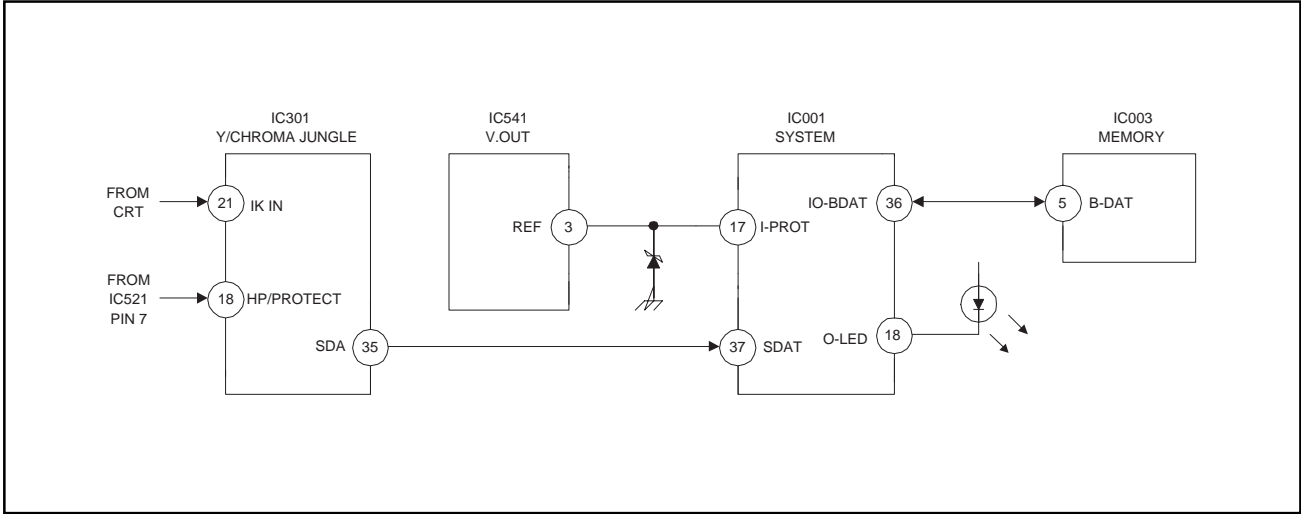 IC301
Y/CHROMA JUNGLE
IC541
V.OUT
IC001
SYSTEM
IC003
MEMORY
FROM
CRT
21
IK IN
REF
3
17
I-PROT
IO-BDAT
36
5
B-DAT
FROM
IC521
PIN 7
18
HP/PROTECT
SDA
35
37
SDAT
O-LED
18